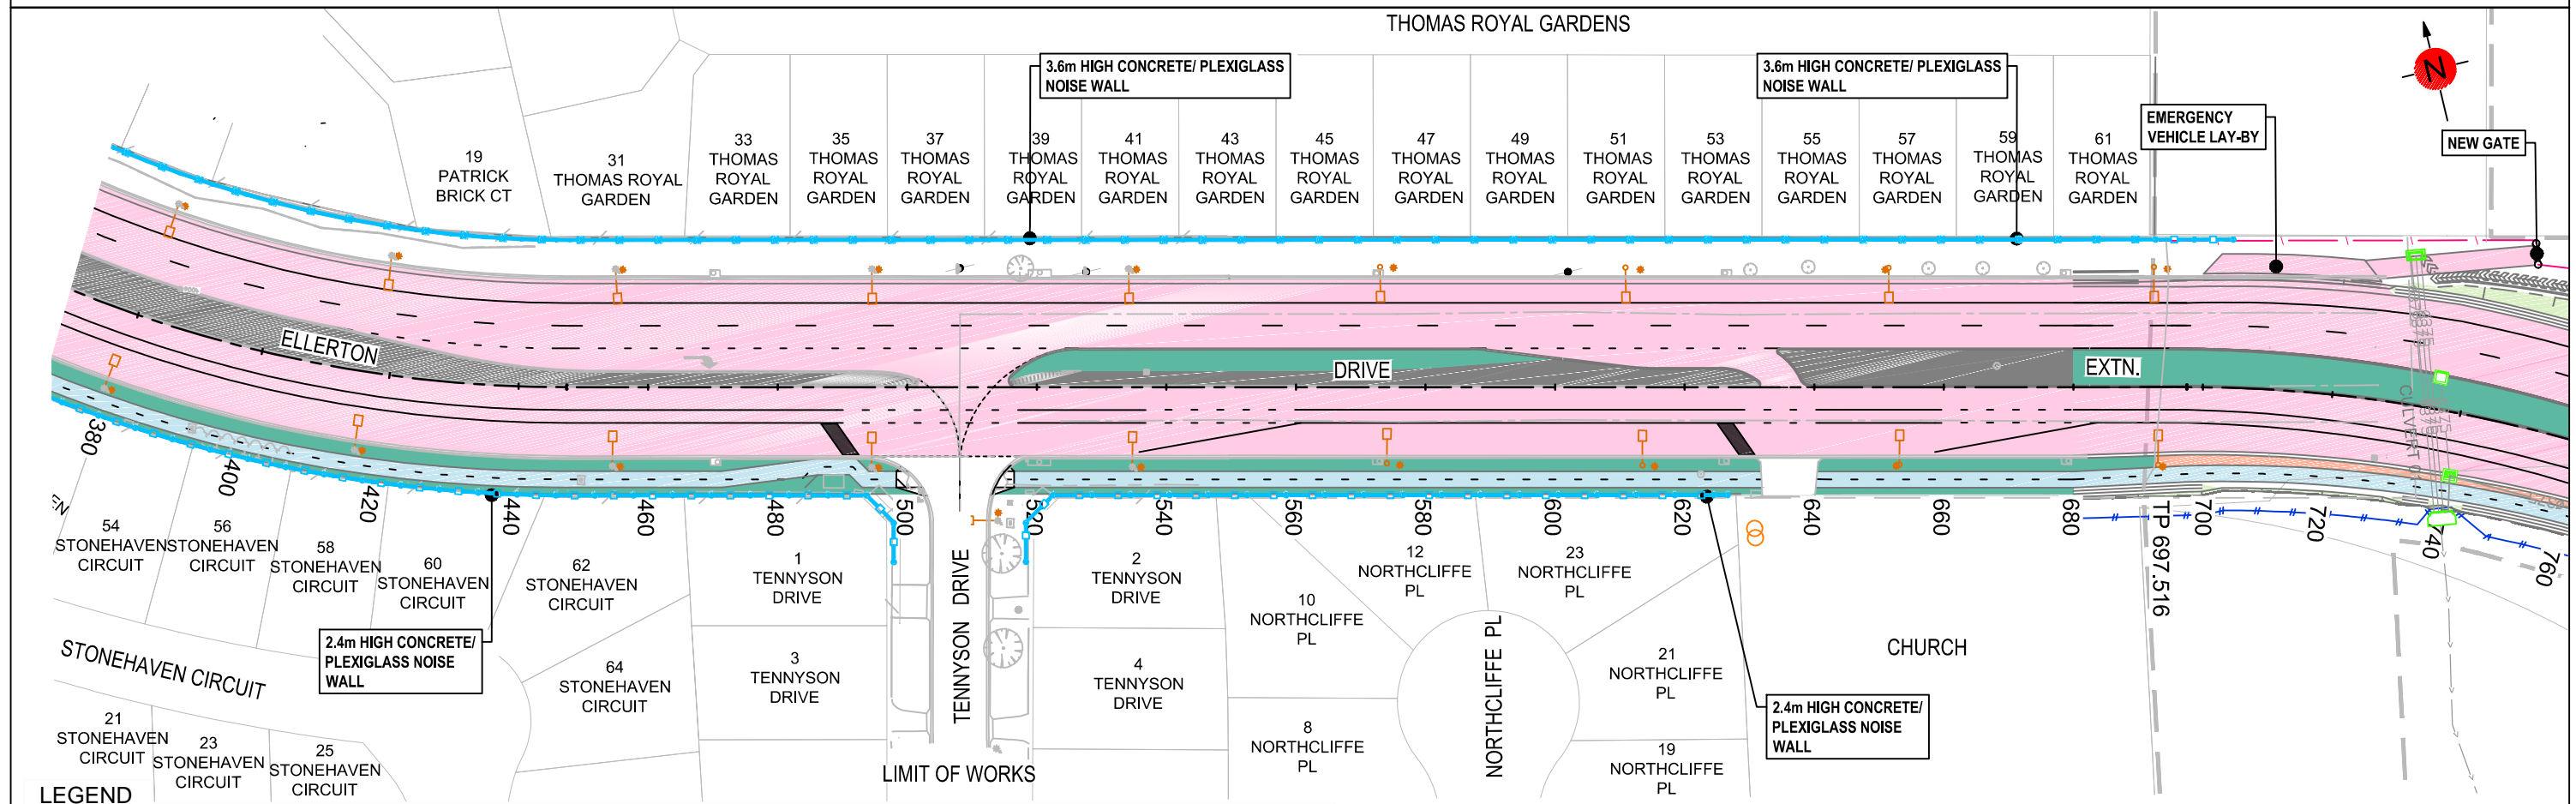 THOMAS ROYAL GARDENS
3.6m HIGH CONCRETE/ PLEXIGLASS
NOISE WALL
3.6m HIGH CONCRETE/ PLEXIGLASS
NOISE WALL
N
EMERGENCY
VEHICLE LAY-BY
NEW GATE
19
PATRICK
BRICK CT
31
THOMAS ROYAL
GARDEN
33
THOMAS
ROYAL
GARDEN
35
THOMAS
ROYAL
GARDEN
37
THOMAS
ROYAL
GARDEN
39
THOMAS
ROYAL
GARDEN
41
THOMAS
ROYAL
GARDEN
43
THOMAS
ROYAL
GARDEN
45
THOMAS
ROYAL
GARDEN
47
THOMAS
ROYAL
GARDEN
49
THOMAS
ROYAL
GARDEN
51
THOMAS
ROYAL
GARDEN
53
THOMAS
ROYAL
GARDEN
55
THOMAS
ROYAL
GARDEN
57
THOMAS
ROYAL
GARDEN
59
THOMAS
ROYAL
GARDEN
61
THOMAS
ROYAL
GARDEN
ELLERTON
DRIVE
EXTN.
CULVERT
380
400
420
440
460
480
500
520
540
560
580
600
620
640
660
680
TP 697.516
700
720
740
760
EN
54
STONEHAVEN
CIRCUIT
56
STONEHAVEN
CIRCUIT
58
STONEHAVEN
CIRCUIT
60
STONEHAVEN
CIRCUIT
62
STONEHAVEN
CIRCUIT
64
STONEHAVEN
CIRCUIT
1
TENNYSON
DRIVE
3
TENNYSON
DRIVE
TENNYSON DRIVE
2
TENNYSON
DRIVE
4
TENNYSON
DRIVE
10
NORTHCLIFFE
PL
8
NORTHCLIFFE
PL
12
NORTHCLIFFE
PL
NORTHCLIFFE PL
23
NORTHCLIFFE
PL
21
NORTHCLIFFE
PL
19
NORTHCLIFFE
PL
CHURCH
2.4m HIGH CONCRETE/
PLEXIGLASS NOISE
WALL
2.4m HIGH CONCRETE/
PLEXIGLASS NOISE
WALL
STONEHAVEN CIRCUIT
21
STONEHAVEN
CIRCUIT
23
STONEHAVEN
CIRCUIT
25
STONEHAVEN
CIRCUIT
LIMIT OF WORKS
LEGEND